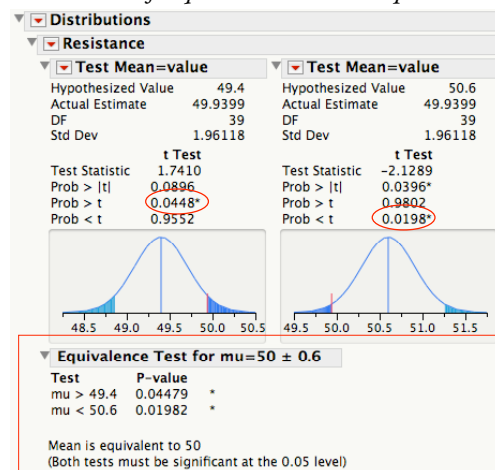 Distributions
Resistance
Test Mean=value
Hypothesized Value 49.4
Actual Estimate 49.9399
DF 39
Std Dev 1.96118
t Test
Test Statistic 1.7410
Prob > |t| 0.0896
Prob > t 0.0448*
Prob < t 0.9552
48.5 49.0 49.5 50.0 50.5
Test Mean=value
Hypothesized Value 50.6
Actual Estimate 49.9399
DF 39
Std Dev 1.96118
t Test
Test Statistic -2.1289
Prob > |t| 0.0396*
Prob > t 0.9802
Prob < t 0.0198*
49.5 50.0 50.5 51.0 51.5
Equivalence Test for mu=50 ± 0.6
Test P-value
mu > 49.4 0.04479 *
mu < 50.6 0.01982 *
Mean is equivalent to 50
(Both tests must be significant at the 0.05 level)